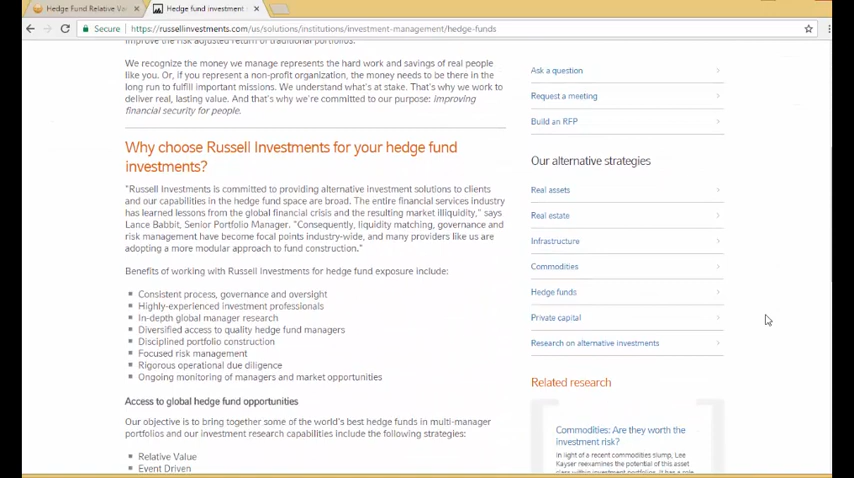 Hedge Fund Relative Va
Hedge fund investment
Secure
https://russellinvestments.com/us/solutions/institutions/investment-management/hedge-funds
improve the risk adjusted return of traditional portfolios.
We recognize the money we manage represents the hard work and savings of real people
like you. Or, if you represent a non-profit organization, the money needs to be there in the
long run to fulfill important missions. We understand what's at stake. That's why we work to
deliver real, lasting value. And that's why we're committed to our purpose: improving
financial security for people.
Why choose Russell Investments for your hedge fund
investments?
"Russell Investments is committed to providing alternative investment solutions to clients
and our capabilities in the hedge fund space are broad. The entire financial services industry
has learned lessons from the global financial crisis and the resulting market illiquidity," says
Lance Babbit, Senior Portfolio Manager. "Consequently, liquidity matching, governance and
risk management have become focal points industry-wide, and many providers like us are
adopting a more modular approach to fund construction."
Benefits of working with Russell Investments for hedge fund exposure include:
Consistent process, governance and oversight
Highly-experienced investment professionals
In-depth global manager research
Diversified access to quality hedge fund managers
Disciplined portfolio construction
Focused risk management
Rigorous operational due diligence
Ongoing monitoring of managers and market opportunities
Access to global hedge fund opportunities
Our objective is to bring together some of the world's best hedge funds in multi-manager
portfolios and our investment research capabilities include the following strategies:
Relative Value
Event Driven
Ask a question
Request a meeting
Build an RFP
Our alternative strategies
Real assets
Real estate
Infrastructure
Commodities
Hedge funds
Private capital
Research on alternative investments
Related research
Commodities: Are they worth the
investment risk?
In light of a recent commodities slump, Lee
Kayser reexamines the potential of this asset
class within investment portfolios. It has a role